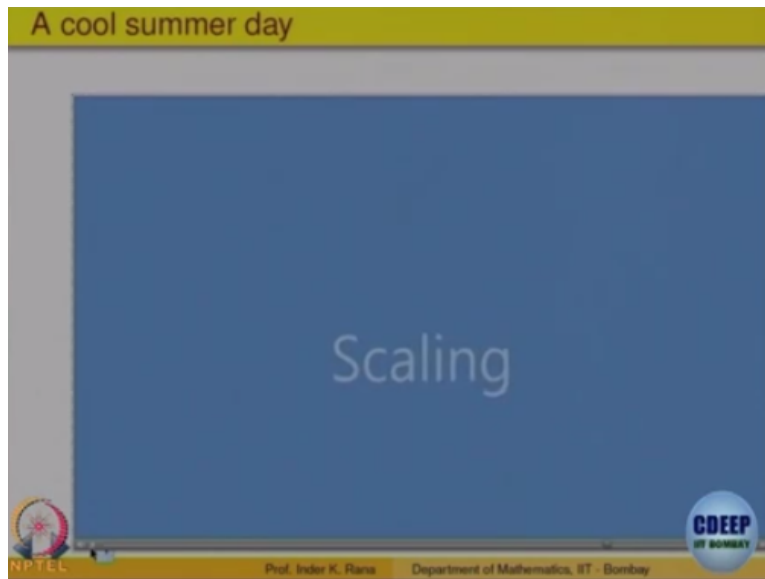 A cool summer day
Scaling
CDEEP
IIT BOMBAY
NPTEL
Prof. Inder K. Rana Department of Mathematics, IIT - Bombay